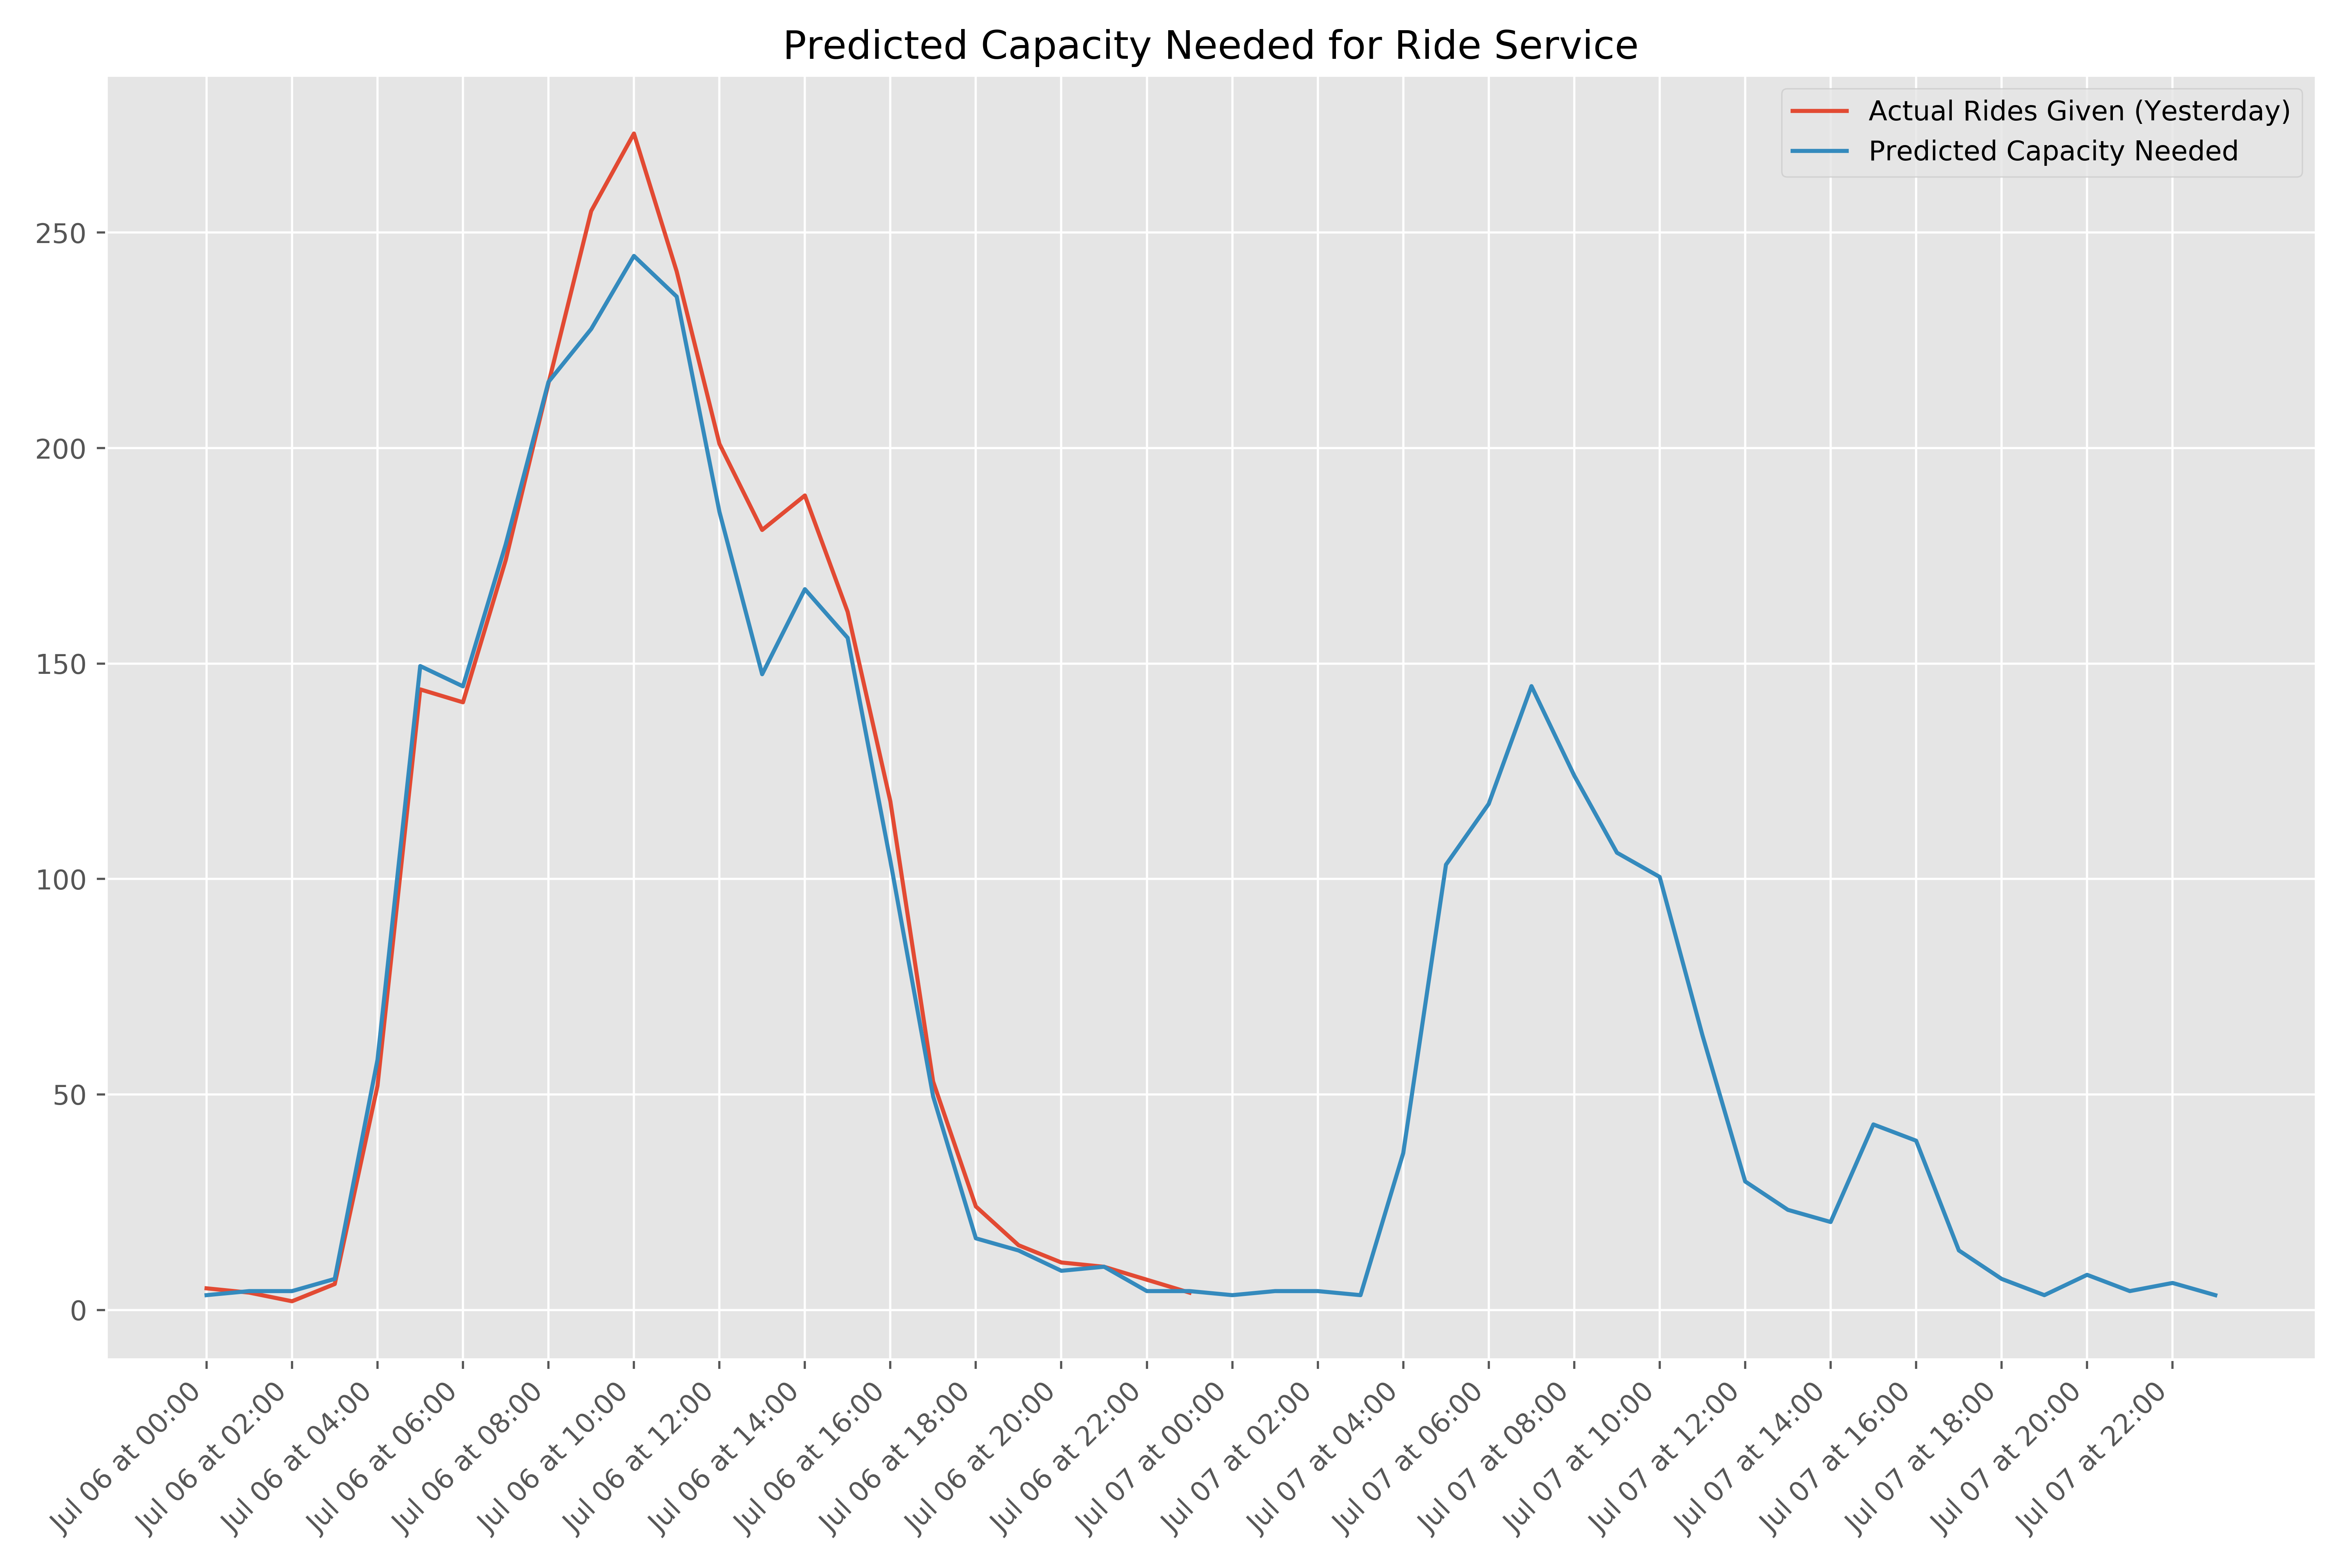 Predicted Capacity Needed for Ride Service
Actual Rides Given (Yesterday)
Predicted Capacity Needed
250
200
150
100
50
0
Jul 06 at 00:00
Jul 06 at 02:00
Jul 06 at 04:00
Jul 06 at 06:00
Jul 06 at 08:00
Jul 06 at 10:00
Jul 06 at 12:00
Jul 06 at 14:00
Jul 06 at 16:00
Jul 06 at 18:00
Jul 06 at 20:00
Jul 06 at 22:00
Jul 07 at 00:00
Jul 07 at 02:00
Jul 07 at 04:00
Jul 07 at 06:00
Jul 07 at 08:00
Jul 07 at 10:00
Jul 07 at 12:00
Jul 07 at 14:00
Jul 07 at 16:00
Jul 07 at 18:00
Jul 07 at 20:00
Jul 07 at 22:00